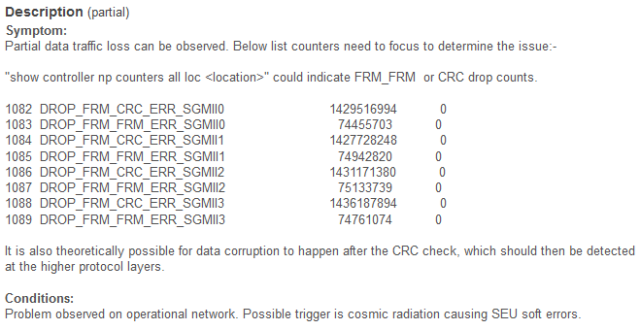 Description (partial)
Symptom:
Partial data traffic loss can be observed. Below list counters need to focus to determine the issue:-
"show controller np counters all loc <location>" could indicate FRM_FRM or CRC drop counts.
1082 DROP_FRM_CRC_ERR_SGMII0 1429516994 0
1083 DROP_FRM_FRM_ERR_SGMII0 74455703 0
1084 DROP_FRM_CRC_ERR_SGMII1 1427728248 0
1085 DROP_FRM_FRM_ERR_SGMII1 74942820 0
1086 DROP_FRM_CRC_ERR_SGMII2 1431171380 0
1087 DROP_FRM_FRM_ERR_SGMII2 75133739 0
1088 DROP_FRM_CRC_ERR_SGMII3 1436187894 0
1089 DROP_FRM_FRM_ERR_SGMII3 74761074 0
It is also theoretically possible for data corruption to happen after the CRC check, which should then be detected
at the higher protocol layers.
Conditions:
Problem observed on operational network. Possible trigger is cosmic radiation causing SEU soft errors.